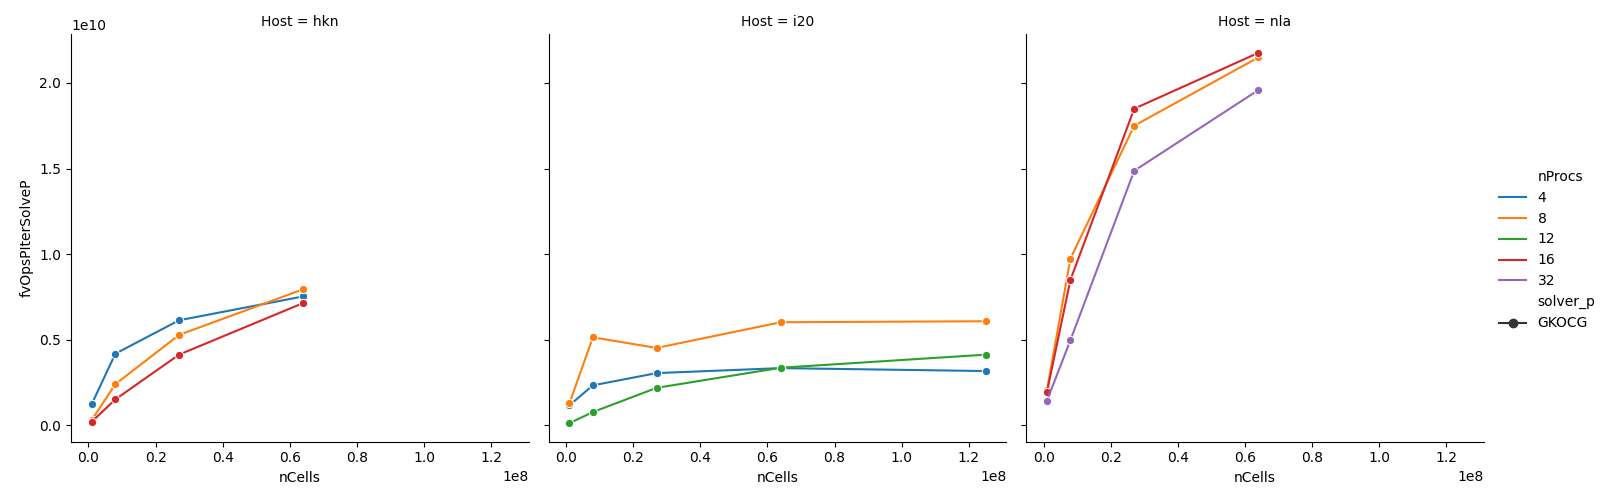 1e10
Host = hkn
Host = i20
Host = nla
fvOpsPIterSolveP
2.0
1.5
1.0
0.5
0.0
0.0 0.2 0.4 0.6 0.8 1.0 1.2
nCells
1e8
0.0 0.2 0.4 0.6 0.8 1.0 1.2
nCells
1e8
0.0 0.2 0.4 0.6 0.8 1.0 1.2
nCells
1e8
nProcs
4
8
12
16
32
solver_p
GKOCG